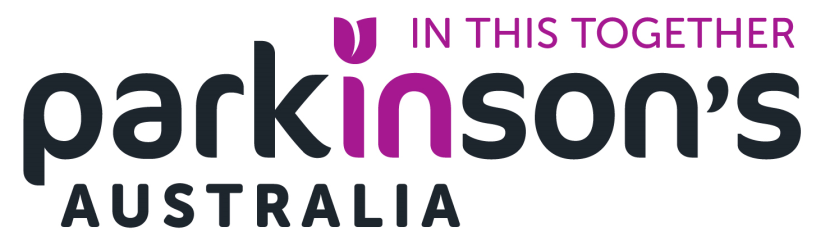 IN THIS TOGETHER
parkinson's
AUSTRALIA